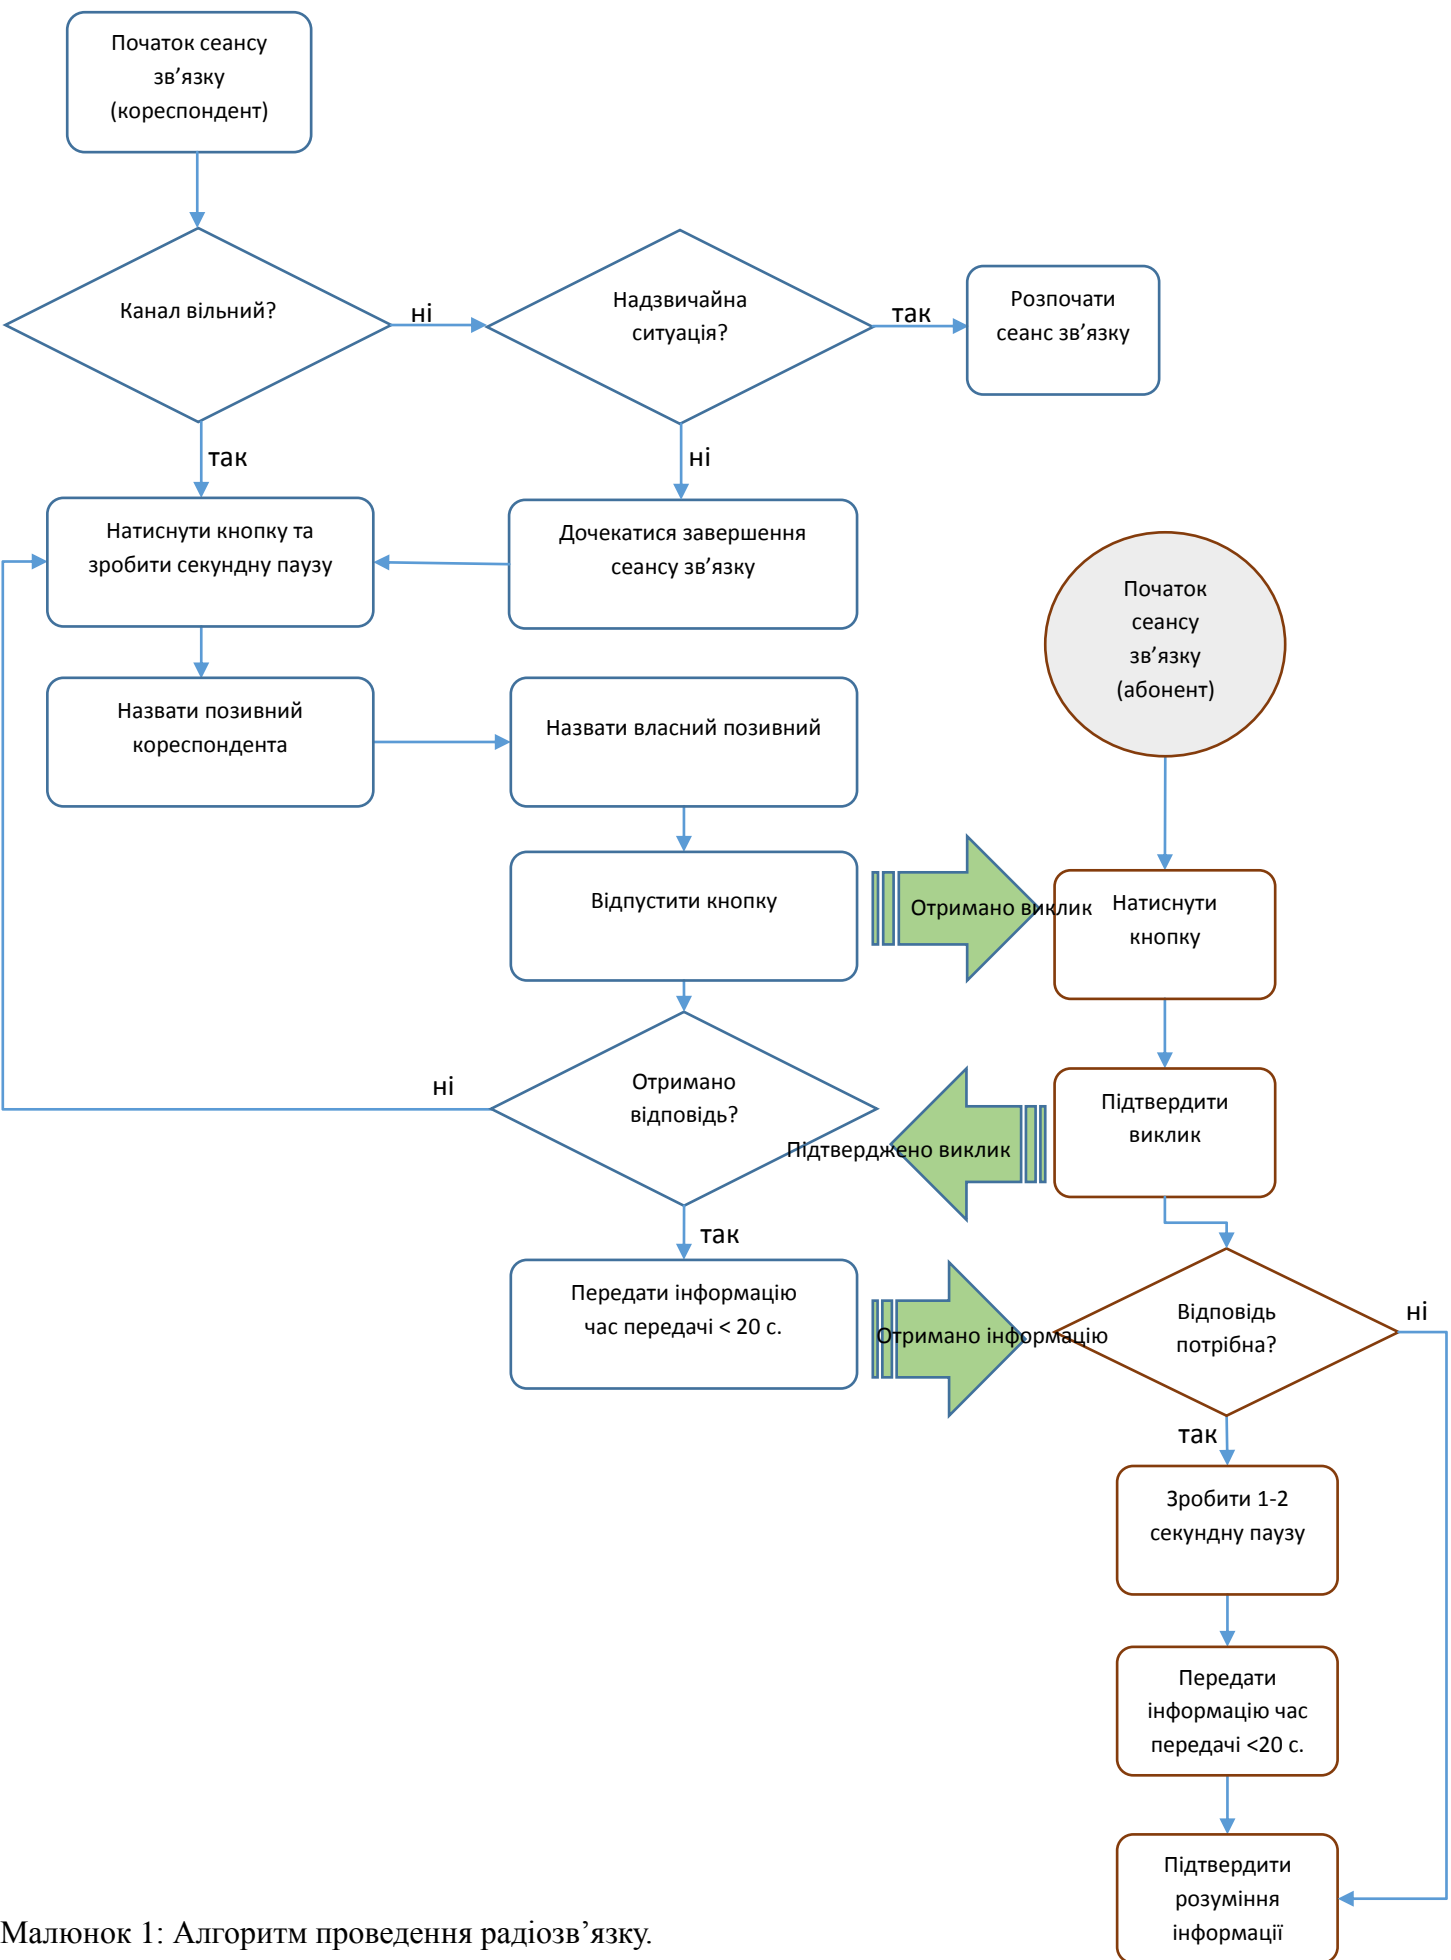 Початок сеансу
зв’язку
(кореспондент)
Канал вільний?
ні
Надзвичайна
ситуація?
так
Розпочати
сеанс зв’язку
так
ні
Натиснути кнопку та
зробити секундну паузу
Дочекатися завершення
сеансу зв’язку
Початок
сеансу
зв’язку
(абонент)
Назвати позивний
кореспондента
Назвати власний позивний
Відпустити кнопку
Отримано виклик
Натиснути
кнопку
ні
Отримано
відповідь?
Підтверджено виклик
Підтвердити
виклик
так
Передати інформацію
час передачі < 20 с.
Отримано інформацію
Відповідь
потрібна?
ні
так
Зробити 1-2
секундну паузу
Передати
інформацію час
передачі <20 с.
Підтвердити
розуміння
інформації
Малюнок 1: Алгоритм проведення радіозв’язку.